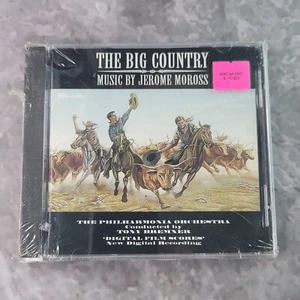 THE BIG COUNTRY
MUSIC BY JEROME MOROSS
THE PHILHARMONIA ORCHESTRA
Conducted by
TONY BREMNER
'DIGITAL FILM SCORES'
New Digital Recording